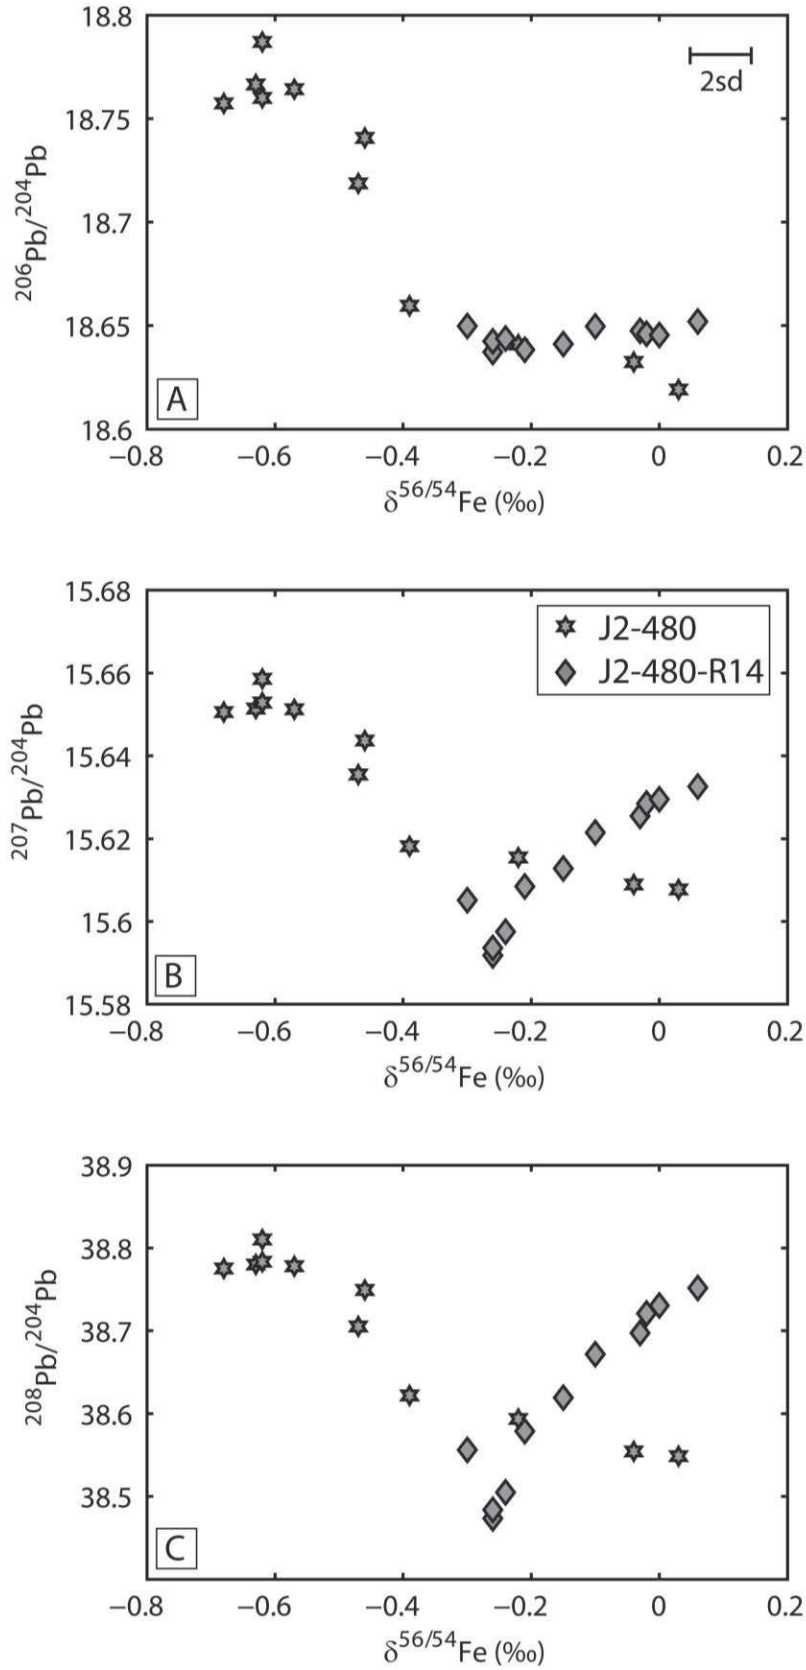 18.8
18.75
18.7
18.65
18.6
²⁰⁶Pb/²⁰⁴Pb
2sd
A
−0.8 −0.6 −0.4 −0.2 0 0.2
δ⁵⁶/⁵⁴Fe (‰)
15.68
15.66
15.64
15.62
15.6
15.58
²⁰⁷Pb/²⁰⁴Pb
J2-480
J2-480-R14
B
−0.8 −0.6 −0.4 −0.2 0 0.2
δ⁵⁶/⁵⁴Fe (‰)
38.9
38.8
38.7
38.6
38.5
²⁰⁸Pb/²⁰⁴Pb
C
−0.8 −0.6 −0.4 −0.2 0 0.2
δ⁵⁶/⁵⁴Fe (‰)